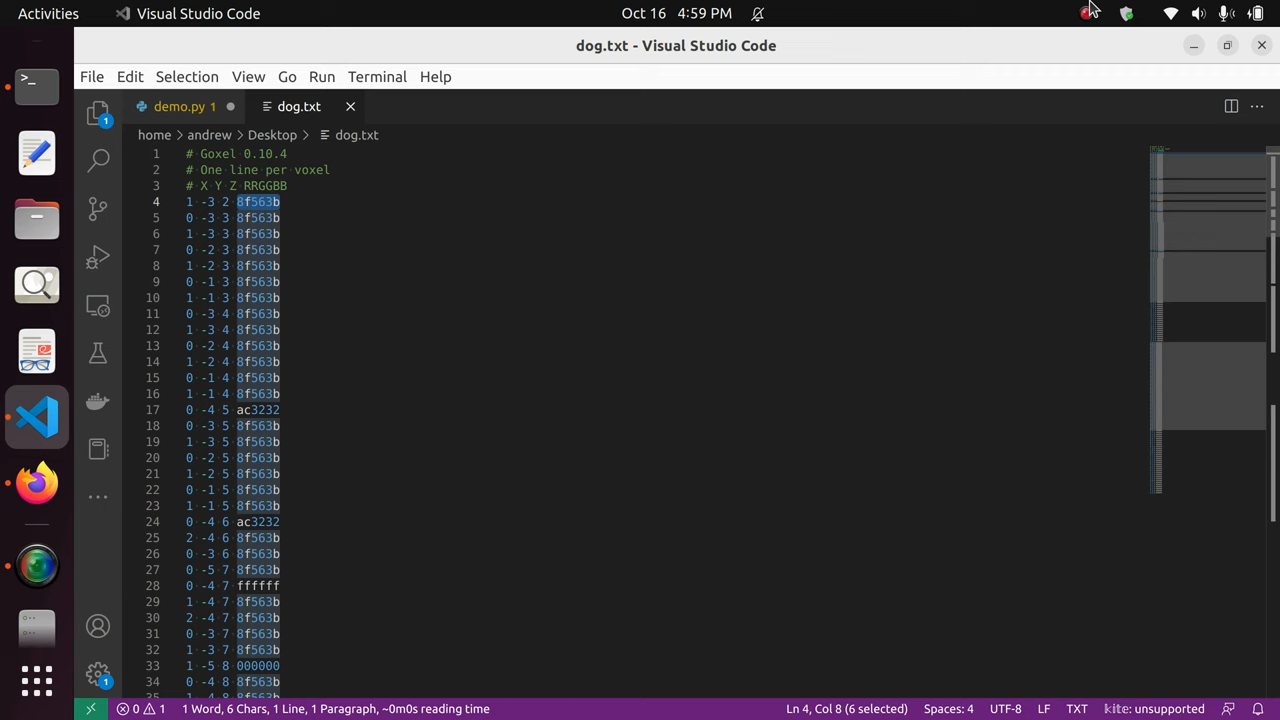 Activities
Visual Studio Code
Oct 16 4:59 PM
dog.txt - Visual Studio Code
File Edit Selection View Go Run Terminal Help
demo.py 1
dog.txt
home > andrew > Desktop > dog.txt
1 # Goxel 0.10.4
2 # One line per voxel
3 # X Y Z RRGGBB
4 1 -3 2 8f563b
5 0 -3 3 8f563b
6 1 -3 3 8f563b
7 0 -2 3 8f563b
8 1 -2 3 8f563b
9 0 -1 3 8f563b
10 1 -1 3 8f563b
11 0 -3 4 8f563b
12 1 -3 4 8f563b
13 0 -2 4 8f563b
14 1 -2 4 8f563b
15 0 -1 4 8f563b
16 1 -1 4 8f563b
17 0 -4 5 ac3232
18 0 -3 5 8f563b
19 1 -3 5 8f563b
20 0 -2 5 8f563b
21 1 -2 5 8f563b
22 0 -1 5 8f563b
23 1 -1 5 8f563b
24 0 -4 6 ac3232
25 2 -4 6 8f563b
26 0 -3 6 8f563b
27 0 -5 7 8f563b
28 0 -4 7 ffffff
29 1 -4 7 8f563b
30 2 -4 7 8f563b
31 0 -3 7 8f563b
32 1 -3 7 8f563b
33 1 -5 8 000000
34 0 -4 8 8f563b
35 1 -4 8 8f563b
1
1
0 1 1 Word, 6 Chars, 1 Line, 1 Paragraph, ~0m0s reading time
Ln 4, Col 8 (6 selected) Spaces: 4 UTF-8 LF TXT kite: unsupported